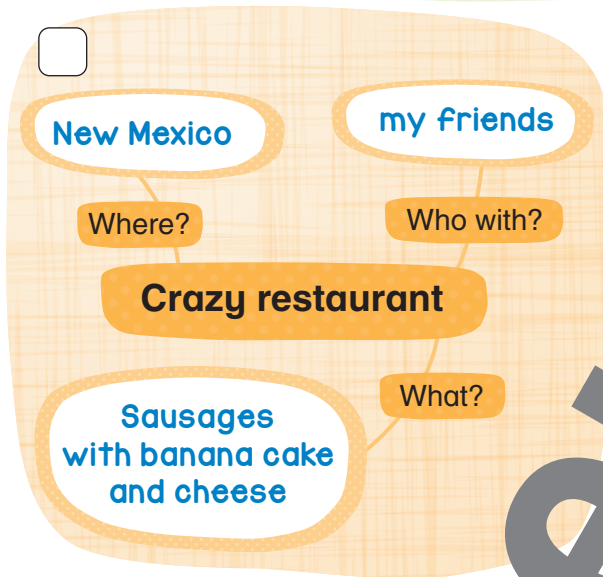 New Mexico
my friends
Where?
Who with?
Crazy restaurant
What?
Sausages
with banana cake
and cheese